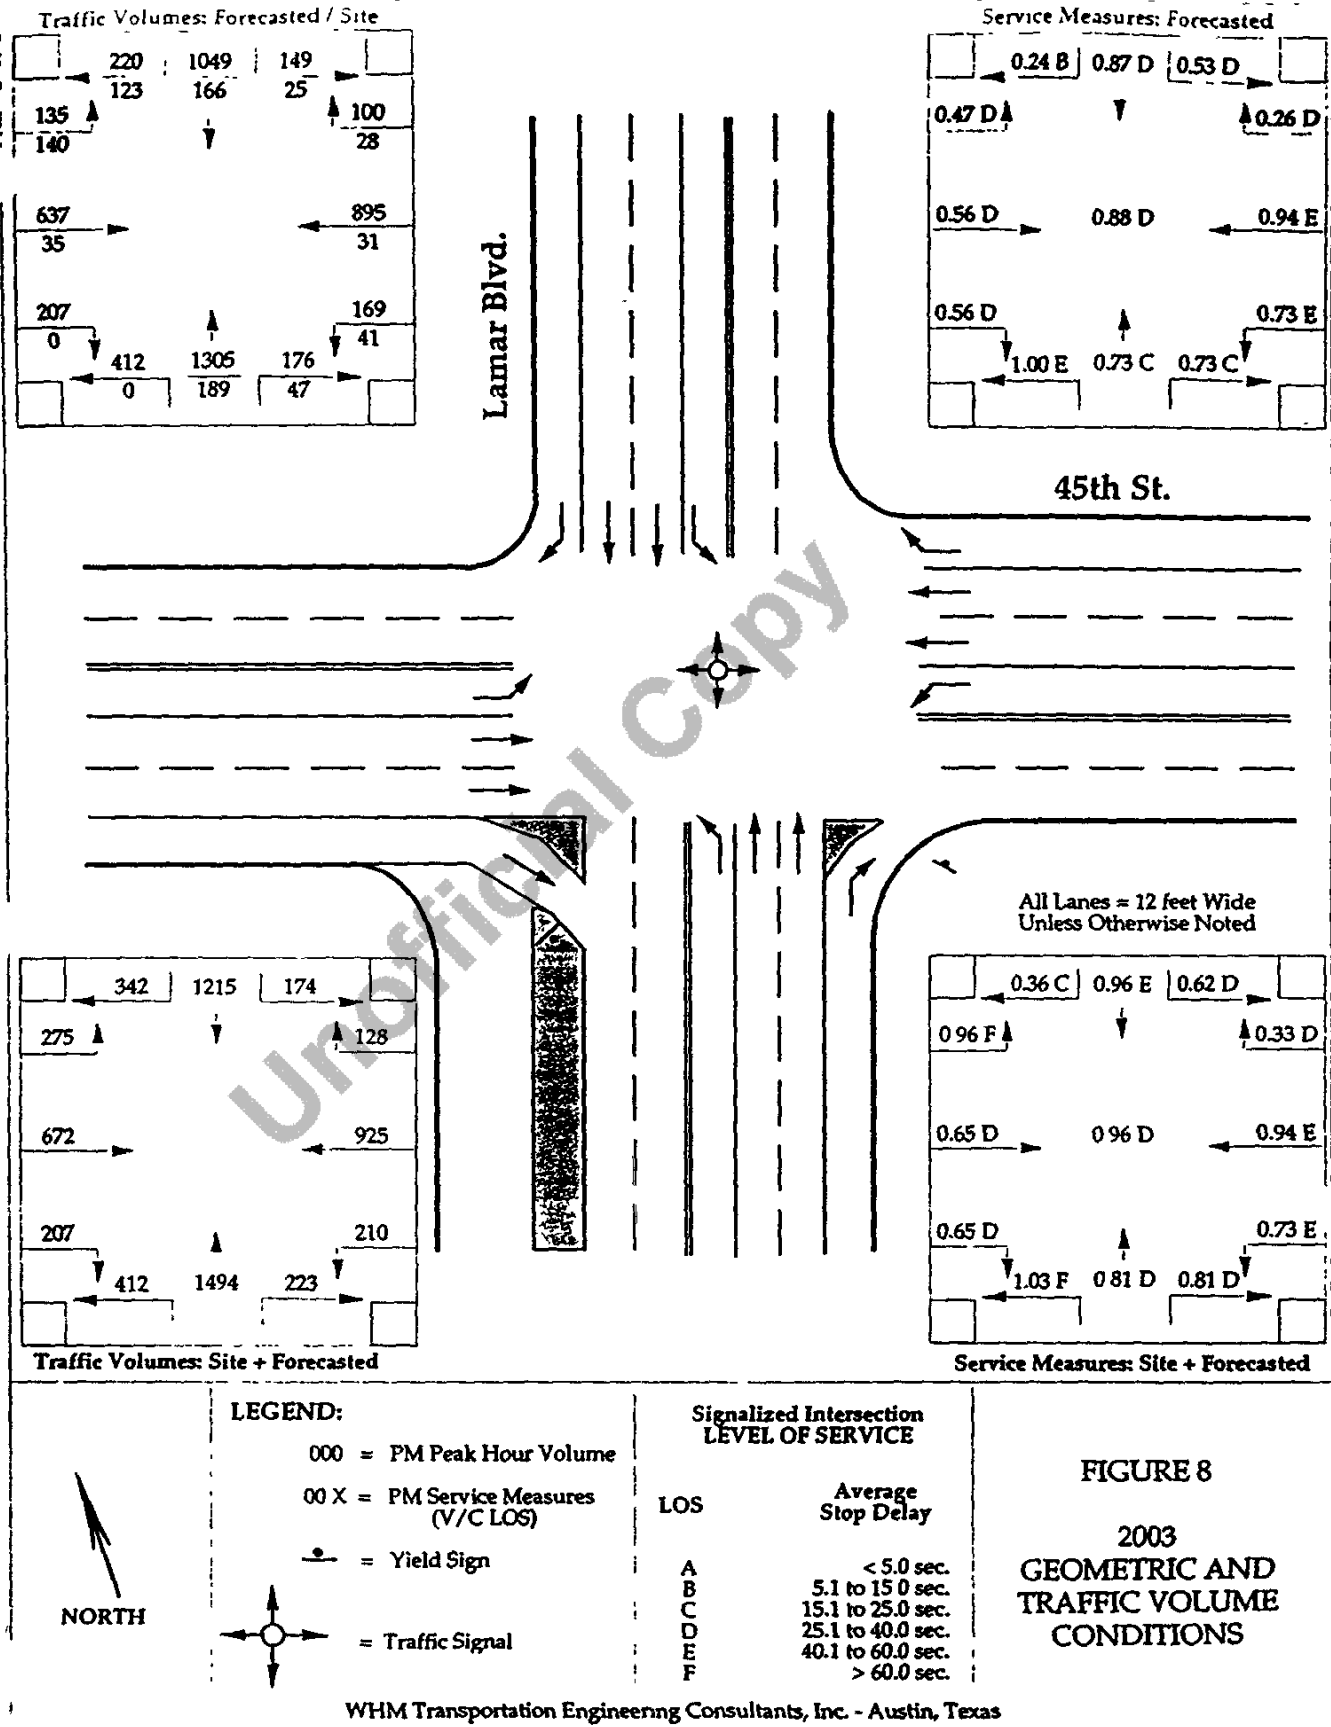 Traffic Volumes: Forecasted / Site
220 1049 149
123 166 25
135 100
140 28
637 895
35 31
207 169
0 41
412 1305 176
0 189 47
Service Measures: Forecasted
0.24 B 0.87 D 0.53 D
0.47 D 0.26 D
0.56 D 0.88 D 0.94 E
0.56 D 0.73 E
1.00 E 0.73 C 0.73 C
Lamar Blvd.
45th St.
Unofficial Copy
All Lanes = 12 feet Wide
Unless Otherwise Noted
342 1215 174
275 128
672 925
207 210
412 1494 223
Traffic Volumes: Site + Forecasted
0.36 C 0.96 E 0.62 D
0 96 F 0.33 D
0.65 D 0 96 D 0.94 E
0.65 D 0.73 E
1.03 F 0 81 D 0.81 D
Service Measures: Site + Forecasted
NORTH
LEGEND:
000 = PM Peak Hour Volume
00 X = PM Service Measures
(V/C LOS)
= Yield Sign
= Traffic Signal
Signalized Intersection
LEVEL OF SERVICE
LOS Average
Stop Delay
A < 5.0 sec.
B 5.1 to 15 0 sec.
C 15.1 to 25.0 sec.
D 25.1 to 40.0 sec.
E 40.1 to 60.0 sec.
F > 60.0 sec.
FIGURE 8
2003
GEOMETRIC AND
TRAFFIC VOLUME
CONDITIONS
WHM Transportation Engineering Consultants, Inc. - Austin, Texas